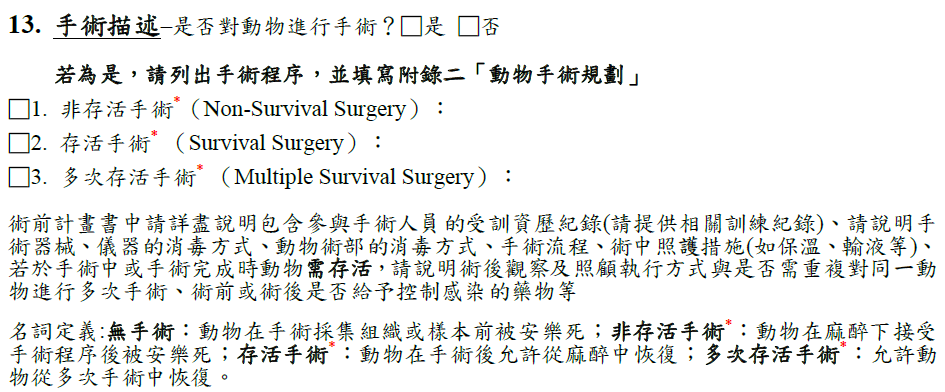 13. 手術描述–是否對動物進行手術？□是 □否
若為是，請列出手術程序，並填寫附錄二「動物手術規劃」
□1. 非存活手術*（Non-Survival Surgery）：
□2. 存活手術* （Survival Surgery）：
□3. 多次存活手術* （Multiple Survival Surgery）：
術前計畫書中請詳盡說明包含參與手術人員的受訓資歷紀錄(請提供相關訓練紀錄)、請說明手
術器械、儀器的消毒方式、動物術部的消毒方式、手術流程、術中照護措施(如保溫、輸液等)、
若於手術中或手術完成時動物需存活，請說明術後觀察及照顧執行方式與是否需重複對同一動
物進行多次手術、術前或術後是否給予控制感染的藥物等
名詞定義:無手術：動物在手術採集組織或樣本前被安樂死；非存活手術*：動物在麻醉下接受
手術程序後被安樂死；存活手術*：動物在手術後允許從麻醉中恢復；多次存活手術*：允許動
物從多次手術中恢復。